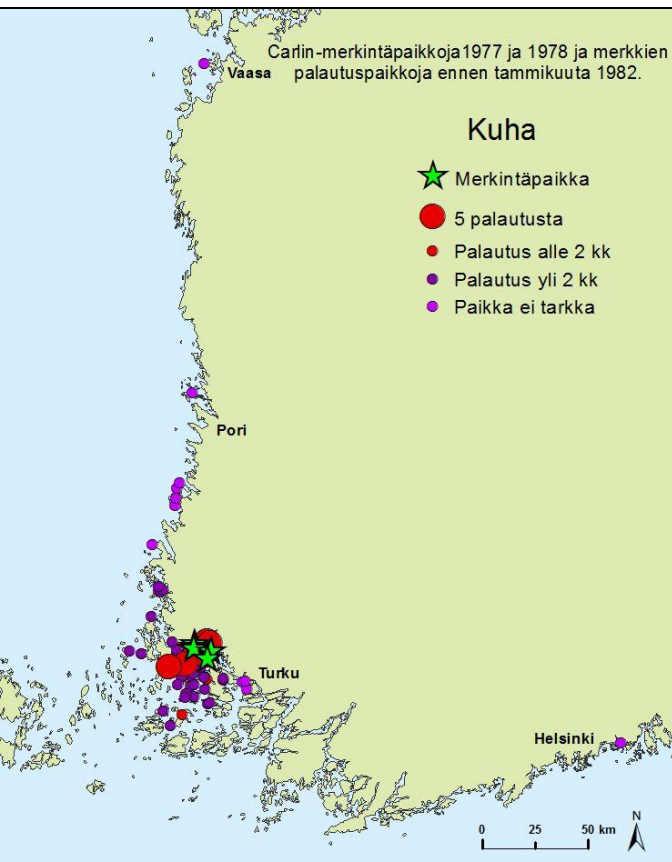 Carlin-merkintäpaikkoja1977 ja 1978 ja merkkien
palautuspaikkoja ennen tammikuuta 1982.
Vaasa
Kuha
Merkintäpaikka
5 palautusta
Palautus alle 2 kk
Palautus yli 2 kk
Paikka ei tarkka
Pori
Turku
Helsinki
N
0 25 50 km